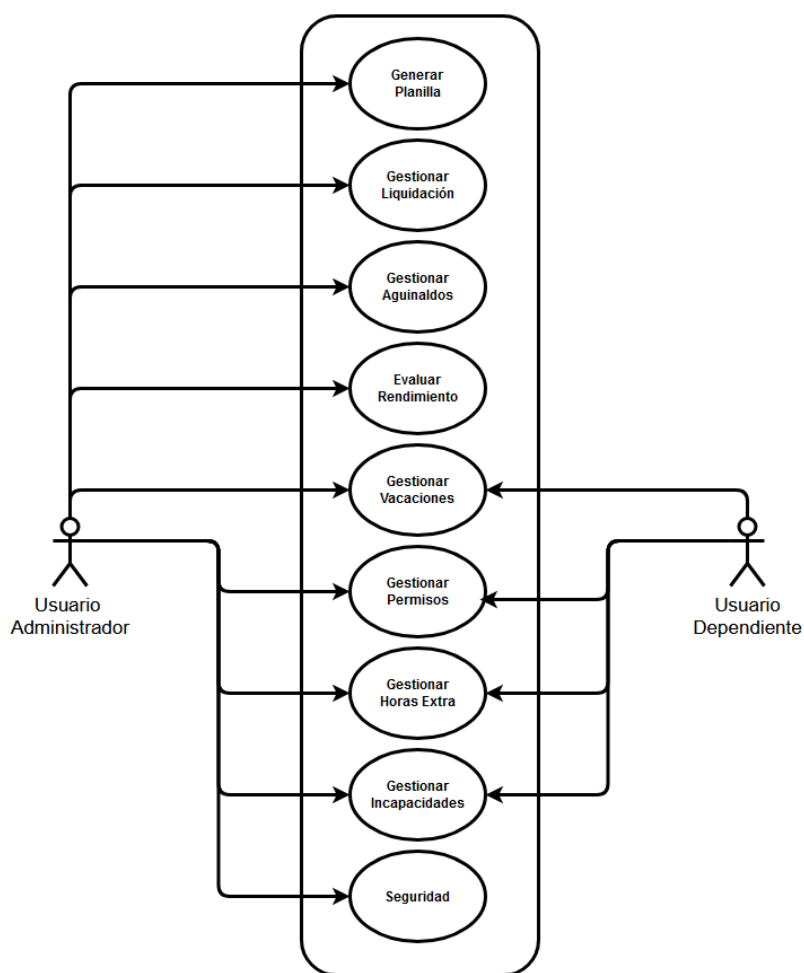 Generar
Planilla
Gestionar
Liquidación
Gestionar
Aguinaldos
Evaluar
Rendimiento
Gestionar
Vacaciones
Gestionar
Permisos
Usuario
Administrador
Usuario
Dependiente
Gestionar
Horas Extra
Gestionar
Incapacidades
Seguridad